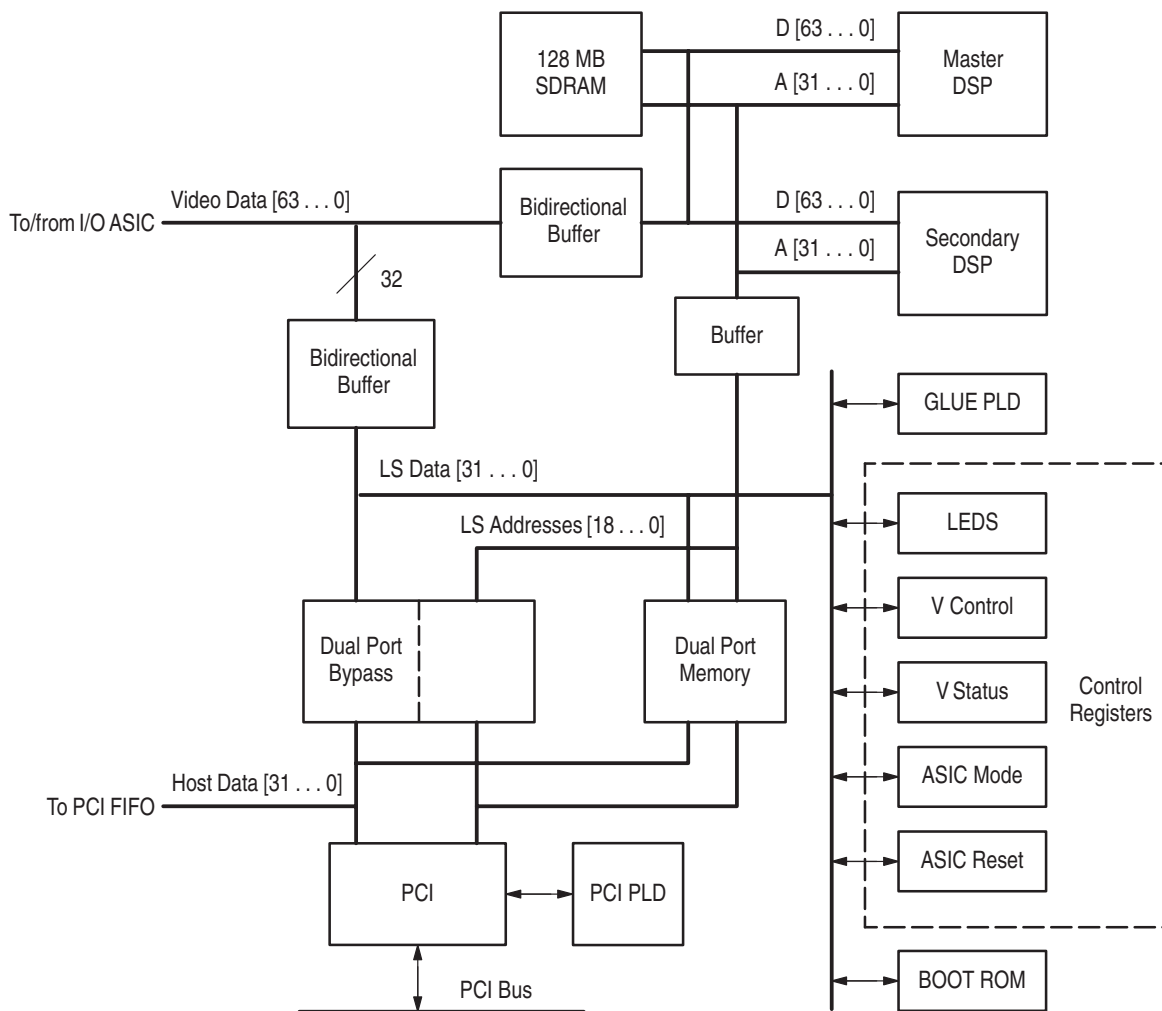 D [63 . . . 0]
128 MB
SDRAM
Master
DSP
A [31 . . . 0]
Video Data [63 . . . 0]
To/from I/O ASIC
Bidirectional
Buffer
D [63 . . . 0]
Secondary
DSP
A [31 . . . 0]
32
Buffer
Bidirectional
Buffer
GLUE PLD
LS Data [31 . . . 0]
LS Addresses [18 . . . 0]
LEDS
V Control
Dual Port
Bypass
Dual Port
Memory
V Status
Control
Registers
Host Data [31 . . . 0]
To PCI FIFO
ASIC Mode
ASIC Reset
PCI
PCI PLD
PCI Bus
BOOT ROM